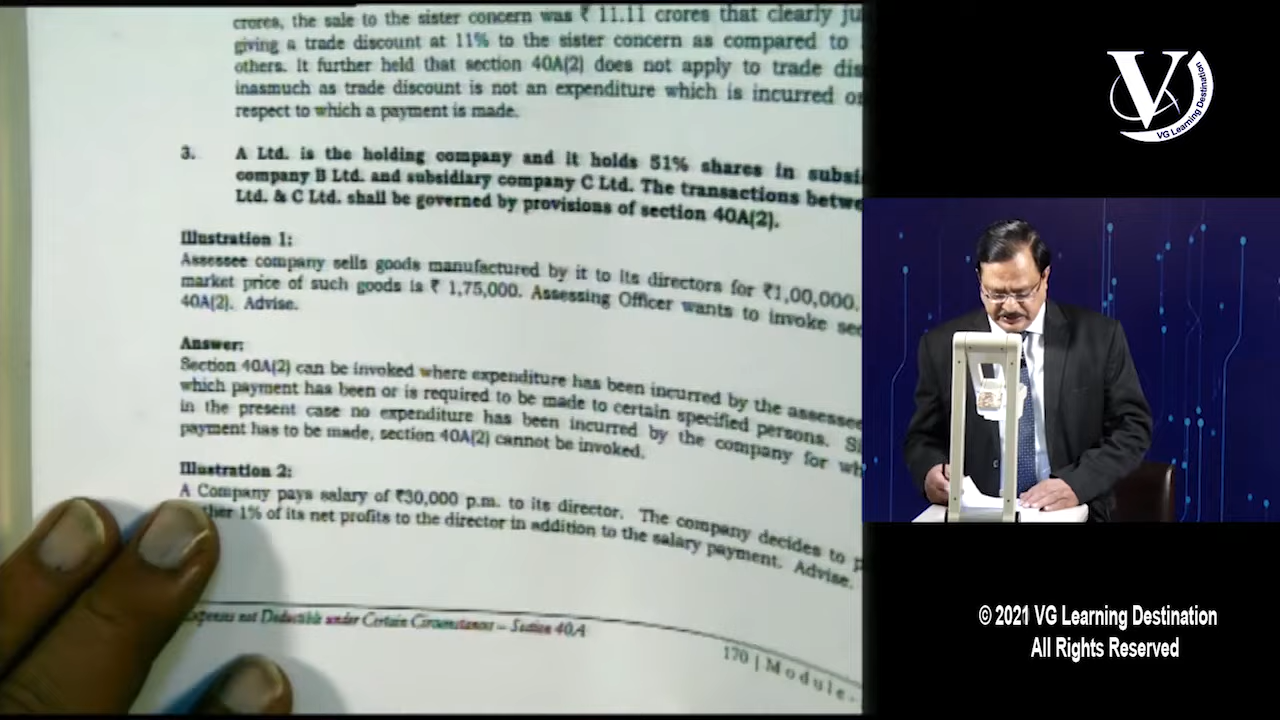 crores, the sale to the sister concern was ₹ 11.11 crores that clearly ju
giving a trade discount at 11% to the sister concern as compared to
others. It further held that section 40A(2) does not apply to trade dis
inasmuch as trade discount is not an expenditure which is incurred o
respect to which a payment is made.
3. A Ltd. is the holding company and it holds 51% shares in subsi
company B Ltd. and subsidiary company C Ltd. The transactions betwe
Ltd. & C Ltd. shall be governed by provisions of section 40A(2).
Illustration 1:
Assessee company sells goods manufactured by it to its directors for ₹1,00,000.
market price of such goods is ₹ 1,75,000. Assessing Officer wants to invoke sec
40A(2). Advise.
Answer:
Section 40A(2) can be invoked where expenditure has been incurred by the assessee
which payment has been or is required to be made to certain specified persons. Si
in the present case no expenditure has been incurred by the company for wh
payment has to be made, section 40A(2) cannot be invoked.
Illustration 2:
A Company pays salary of ₹30,000 p.m. to its director. The company decides to p
ther 1% of its net profits to the director in addition to the salary payment. Advise.
Expenses not Deductible under Certain Circumstances – Section 40A
170 | Module-
V
VG Learning Destination
© 2021 VG Learning Destination
All Rights Reserved